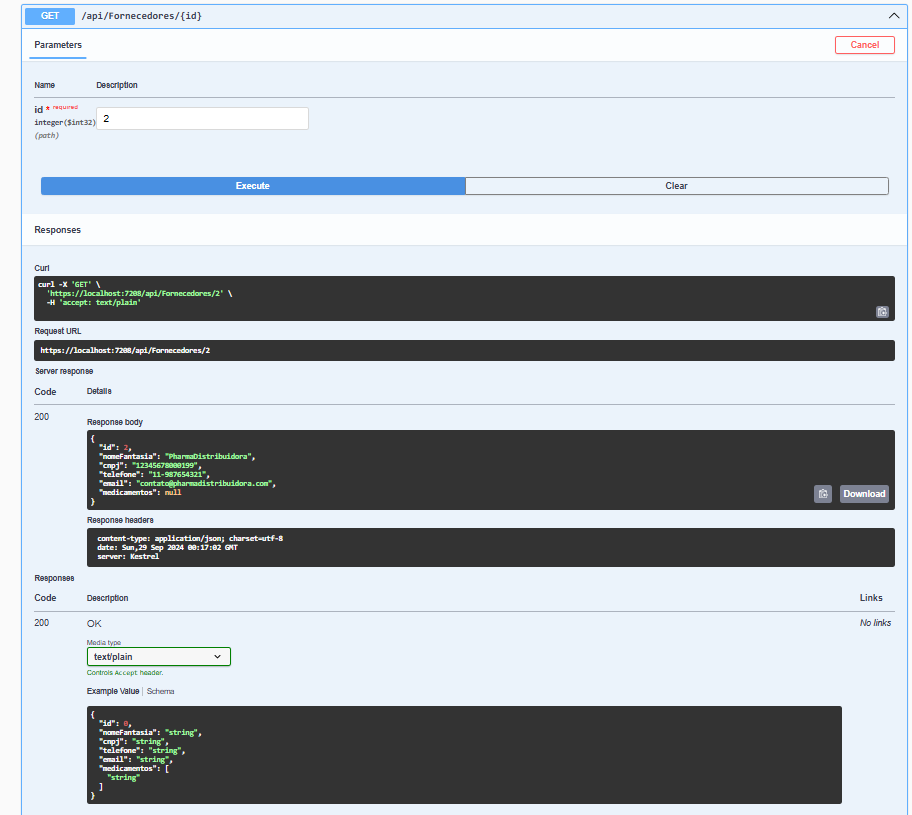 GET /api/Fornecedores/{id}
Parameters
Cancel
Name Description
id * required
integer($int32)
(path)
2
Execute Clear
Responses
Curl
curl -X 'GET' \
'https://localhost:7208/api/Fornecedores/2' \
-H 'accept: text/plain'
Request URL
https://localhost:7208/api/Fornecedores/2
Server response
Code Details
200
Response body
{
"id": 2,
"nomeFantasia": "PharmaDistribuidora",
"cnpj": "12345678000199",
"telefone": "11-987654321",
"email": "contato@pharmadistribuidora.com",
"medicamentos": null
}
Download
Response headers
content-type: application/json; charset=utf-8
date: Sun,29 Sep 2024 00:17:02 GMT
server: Kestrel
Responses
Code Description Links
200 OK No links
Media type
text/plain
Controls Accept header.
Example Value | Schema
{
"id": 0,
"nomeFantasia": "string",
"cnpj": "string",
"telefone": "string",
"email": "string",
"medicamentos": [
"string"
]
}